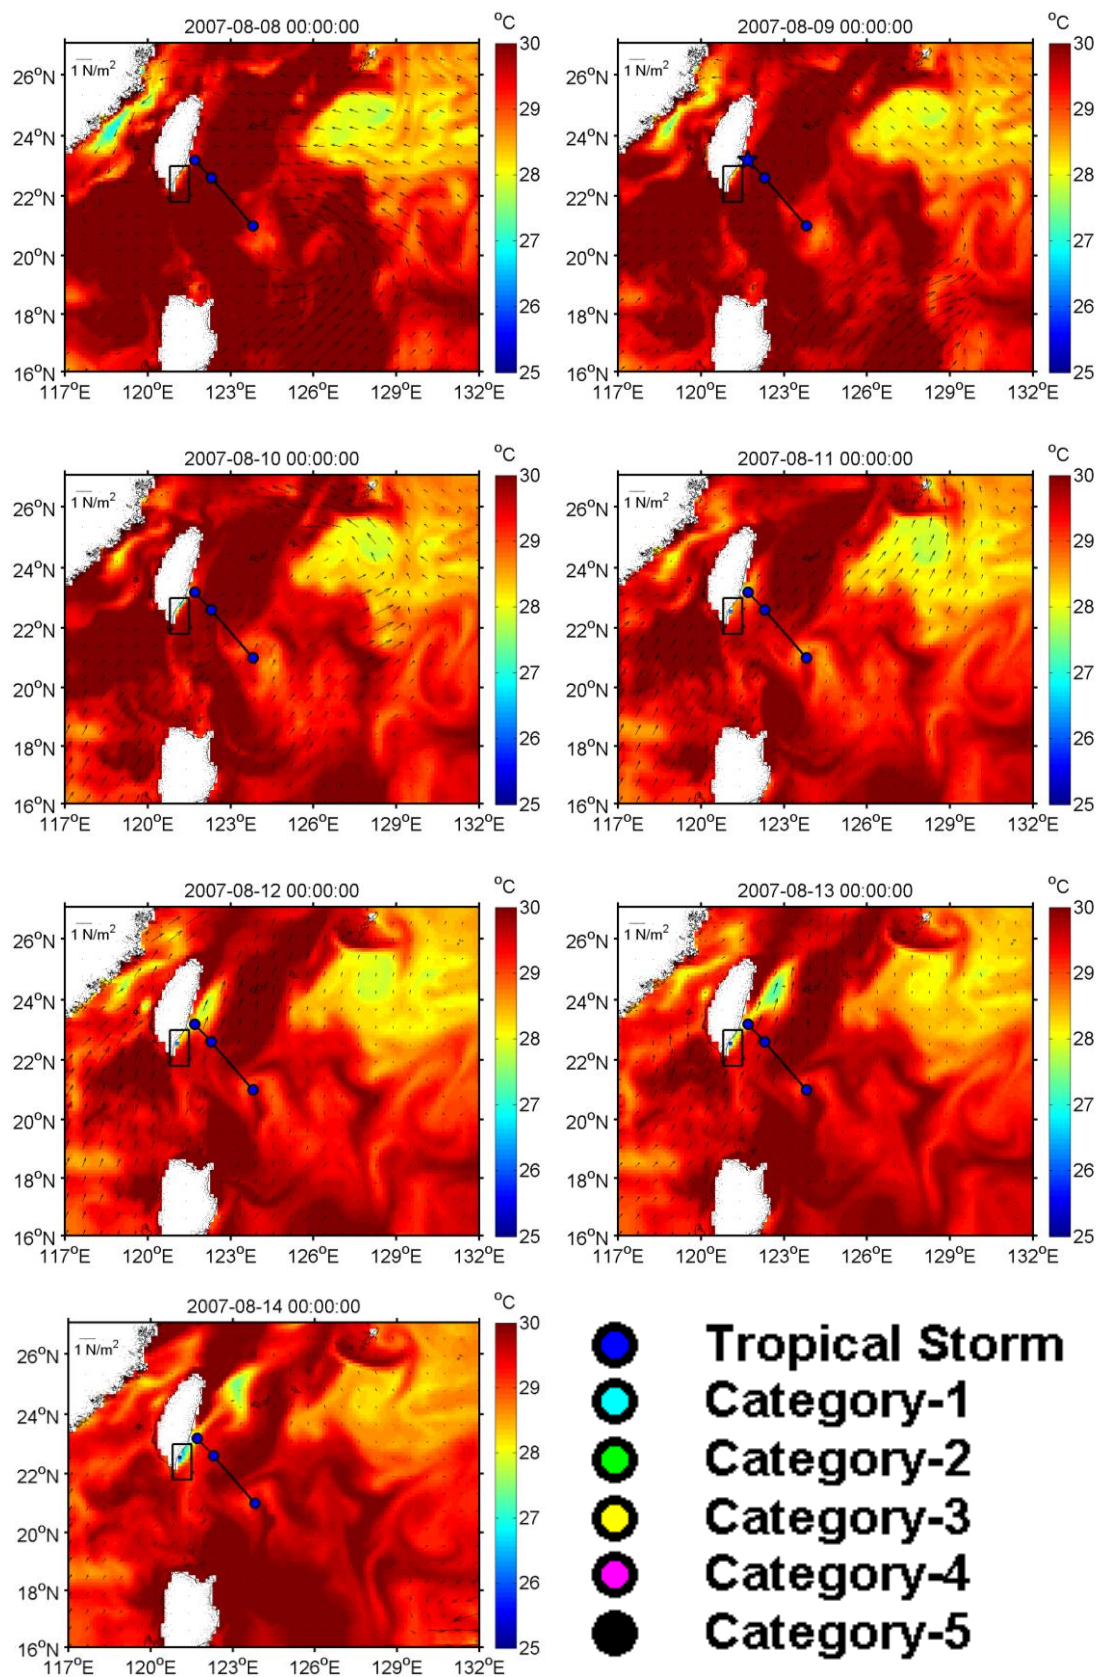 2007-08-08 00:00:00
°C
1 N/m²
26°N
24°N
22°N
20°N
18°N
16°N
117°E 120°E 123°E 126°E 129°E 132°E
30
29
28
27
26
25
2007-08-09 00:00:00
°C
1 N/m²
26°N
24°N
22°N
20°N
18°N
16°N
117°E 120°E 123°E 126°E 129°E 132°E
30
29
28
27
26
25
2007-08-10 00:00:00
°C
1 N/m²
26°N
24°N
22°N
20°N
18°N
16°N
117°E 120°E 123°E 126°E 129°E 132°E
30
29
28
27
26
25
2007-08-11 00:00:00
°C
1 N/m²
26°N
24°N
22°N
20°N
18°N
16°N
117°E 120°E 123°E 126°E 129°E 132°E
30
29
28
27
26
25
2007-08-12 00:00:00
°C
1 N/m²
26°N
24°N
22°N
20°N
18°N
16°N
117°E 120°E 123°E 126°E 129°E 132°E
30
29
28
27
26
25
2007-08-13 00:00:00
°C
1 N/m²
26°N
24°N
22°N
20°N
18°N
16°N
117°E 120°E 123°E 126°E 129°E 132°E
30
29
28
27
26
25
2007-08-14 00:00:00
°C
1 N/m²
26°N
24°N
22°N
20°N
18°N
16°N
117°E 120°E 123°E 126°E 129°E 132°E
30
29
28
27
26
25
Tropical Storm
Category-1
Category-2
Category-3
Category-4
Category-5